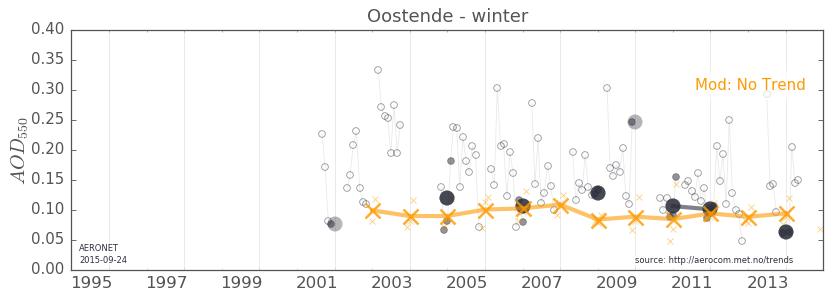 Oostende - winter
0.40
0.35
0.30
0.25
0.20
0.15
0.10
0.05
0.00
AOD550
Mod: No Trend
AERONET
2015-09-24
source: http://aerocom.met.no/trends
1995 1997 1999 2001 2003 2005 2007 2009 2011 2013